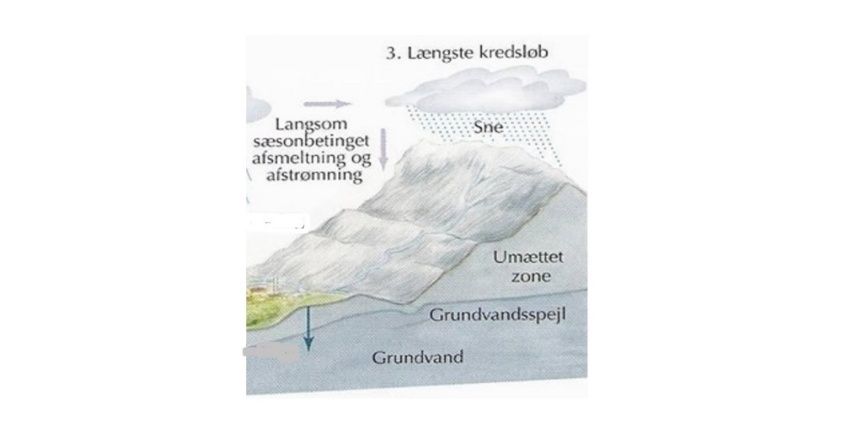 3. Længste kredsløb
Langsom
sæsonbetinget
afsmeltning og
afstrømning
Sne
Umættet
zone
Grundvandsspejl
Grundvand